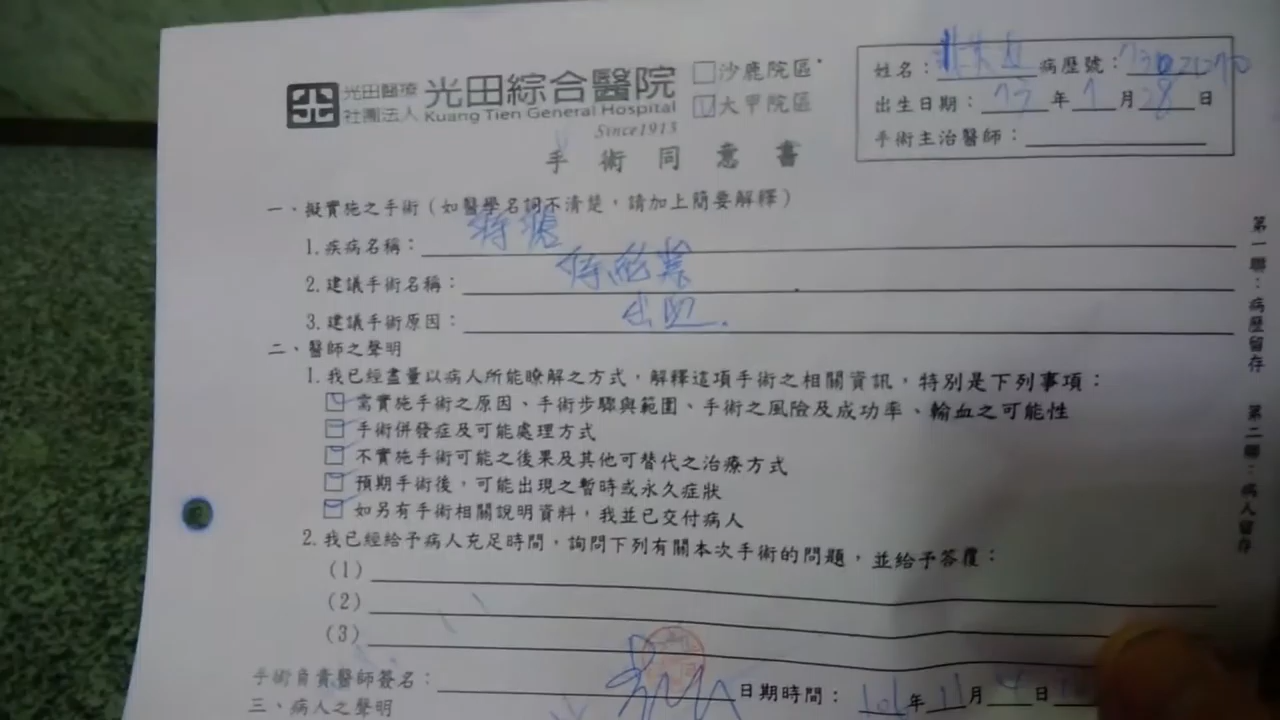 光田醫療
社團法人
光田綜合醫院
Kuang Tien General Hospital
Since1913
□沙鹿院區
☑大甲院區
姓名： 病歷號：
出生日期：73年1月28日
手術主治醫師：
手術同意書
一、擬實施之手術（如醫學名詞不清楚，請加上簡要解釋）
1.疾病名稱：痔瘡
2.建議手術名稱：痔
3.建議手術原因：出血.
二、醫師之聲明
1.我已經盡量以病人所能瞭解之方式，解釋這項手術之相關資訊，特別是下列事項：
☑需實施手術之原因、手術步驟與範圍、手術之風險及成功率、輸血之可能性
☑手術併發症及可能處理方式
☑不實施手術可能之後果及其他可替代之治療方式
☑預期手術後，可能出現之暫時或永久症狀
☑如另有手術相關說明資料，我並已交付病人
2.我已經給予病人充足時間，詢問下列有關本次手術的問題，並給予答覆：
(1)
(2)
(3)
手術負責醫師簽名： 日期時間：101年11月 日
三、病人之聲明
第一聯：病歷留存 第二聯：病人留存